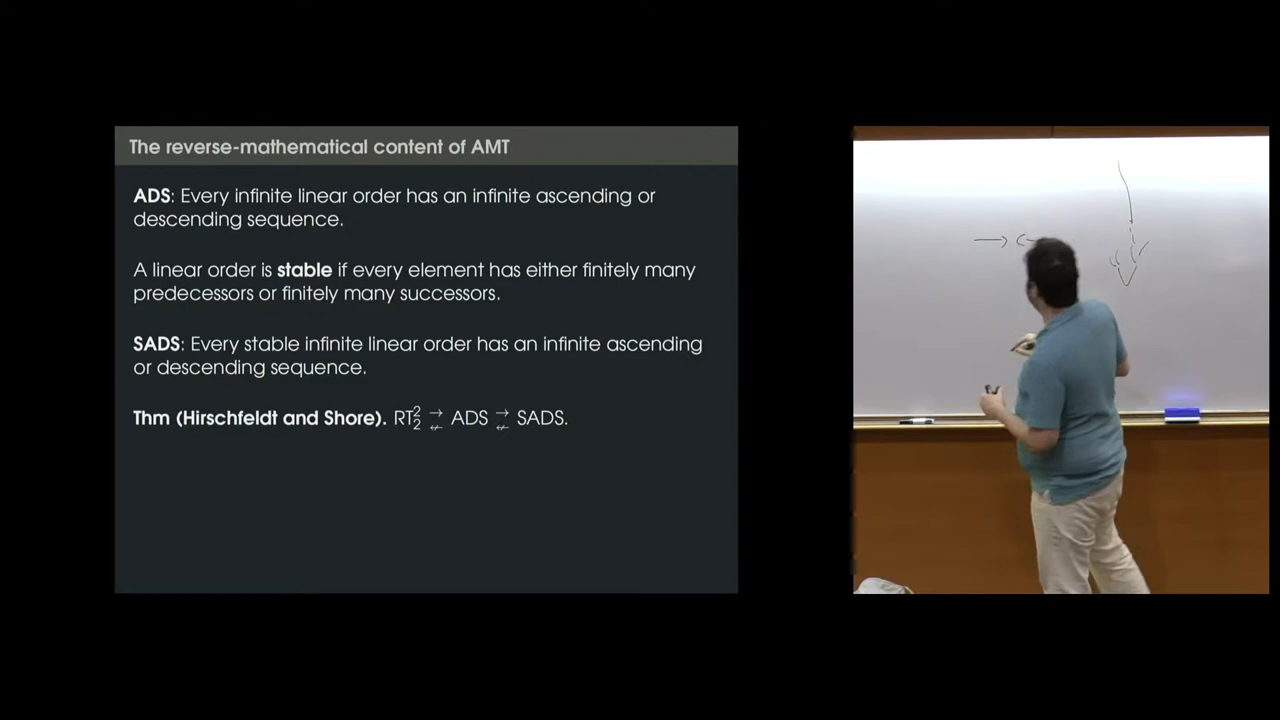 The reverse-mathematical content of AMT
ADS: Every infinite linear order has an infinite ascending or
descending sequence.
A linear order is stable if every element has either finitely many
predecessors or finitely many successors.
SADS: Every stable infinite linear order has an infinite ascending
or descending sequence.
Thm (Hirschfeldt and Shore). RT²₂ →↚ ADS →↚ SADS.